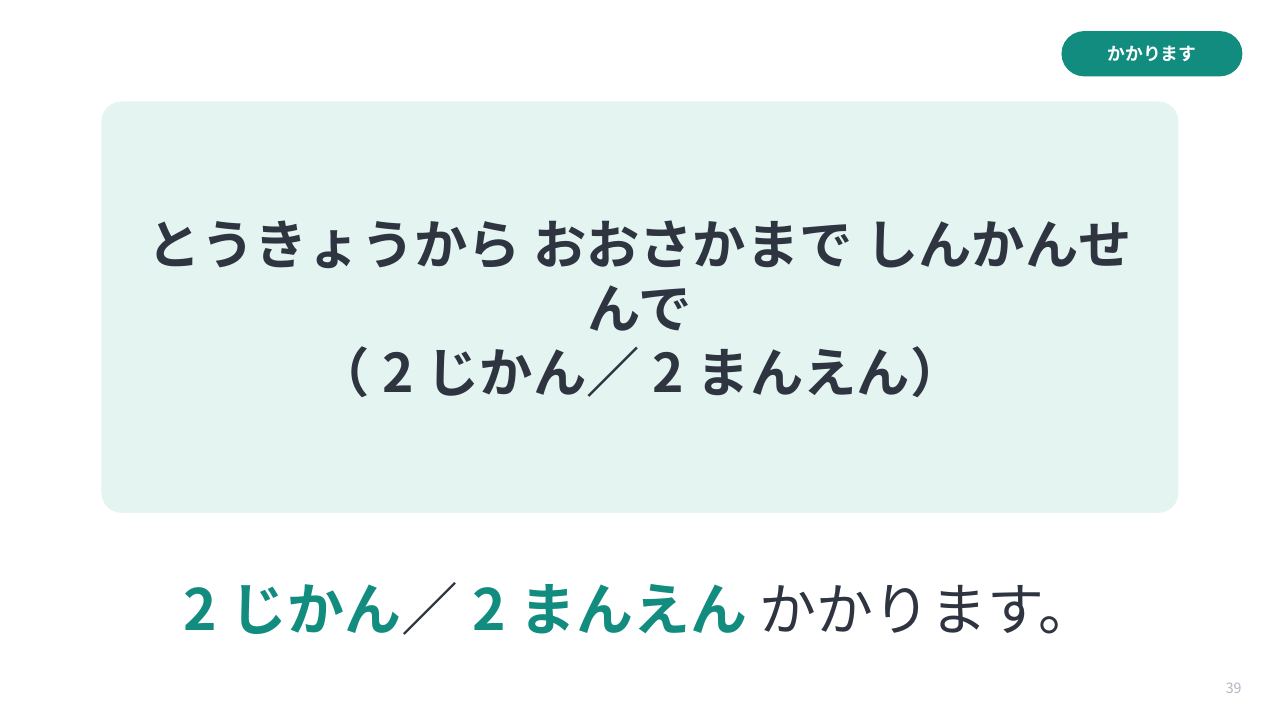 かかります
とうきょうから おおさかまで しんかんせ
んで
（ 2 じかん／ 2 まんえん）
2 じかん／ 2 まんえん かかります。
39